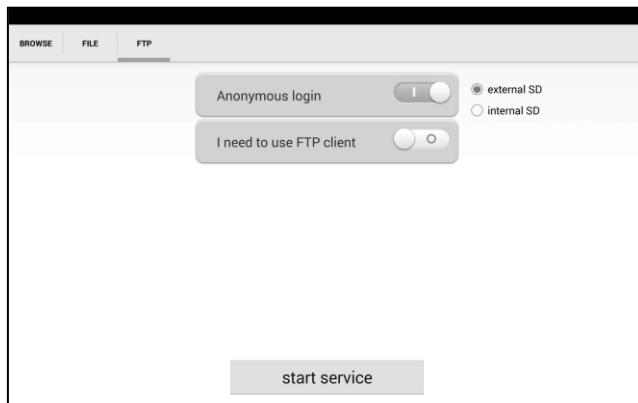 BROWSE FILE FTP
Anonymous login
external SD
internal SD
I need to use FTP client
start service